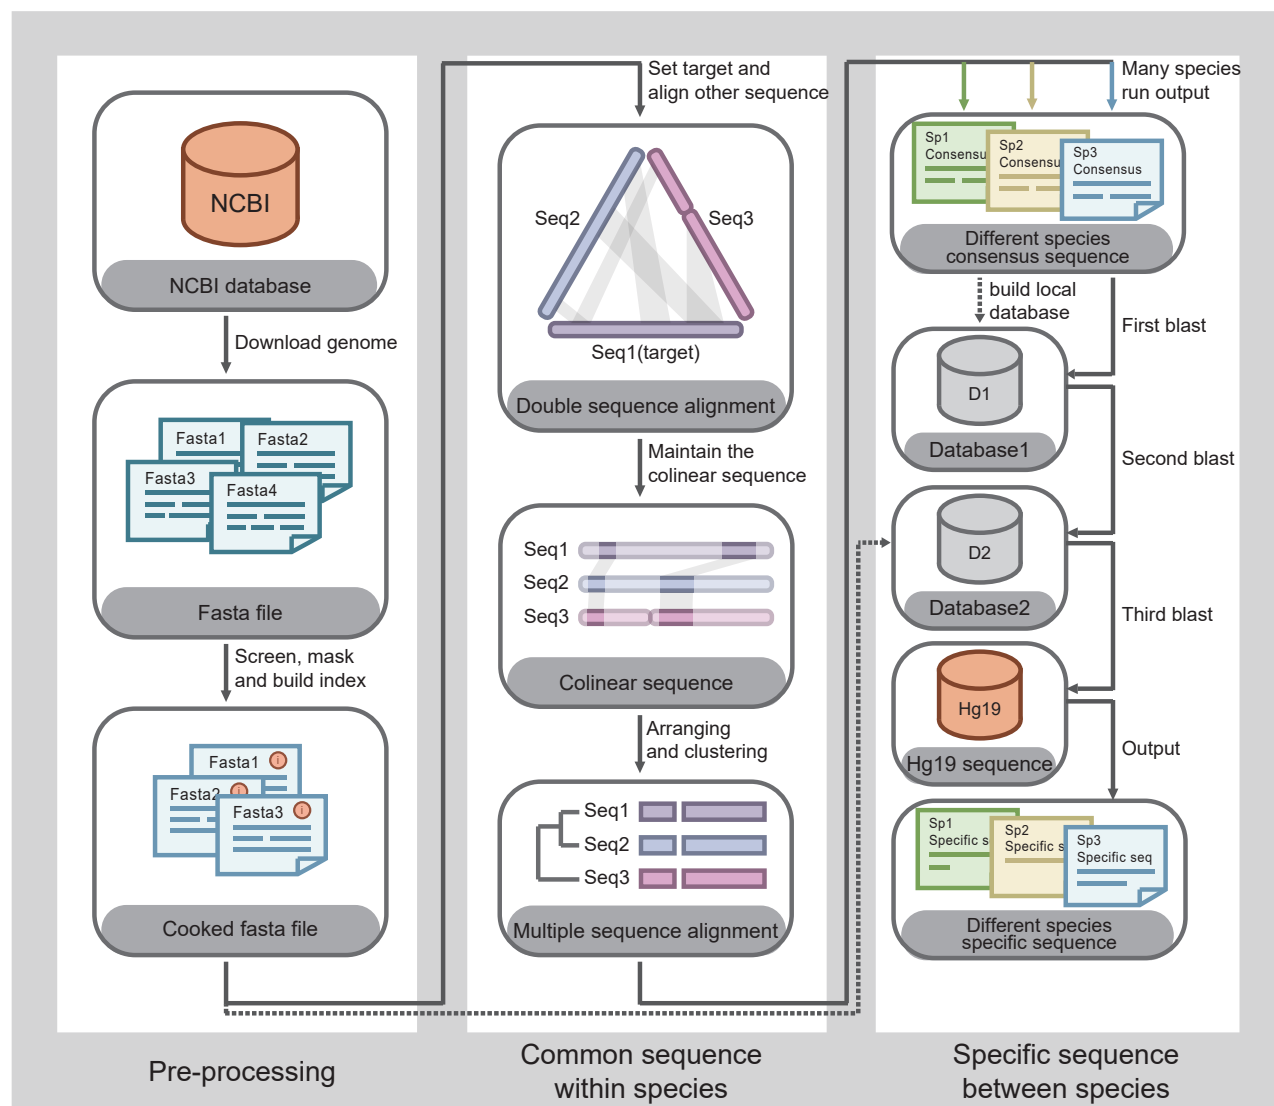 NCBI
NCBI database
Download genome
Fasta1
Fasta2
Fasta3
Fasta4
Fasta file
Screen, mask
and build index
Fasta1
i
Fasta2
i
Fasta3
i
Cooked fasta file
Pre-processing
Set target and
align other sequence
Seq2
Seq3
Seq1(target)
Double sequence alignment
Maintain the
colinear sequence
Seq1
Seq2
Seq3
Colinear sequence
Arranging
and clustering
Seq1
Seq2
Seq3
Multiple sequence alignment
Common sequence
within species
Many species
run output
Sp1
Consensu
Sp2
Consensu
Sp3
Consensus
Different species
consensus sequence
build local
database
First blast
D1
Database1
Second blast
D2
Database2
Third blast
Hg19
Hg19 sequence
Output
Sp1
Specific s
Sp2
Specific s
Sp3
Specific seq
Different species
specific sequence
Specific sequence
between species